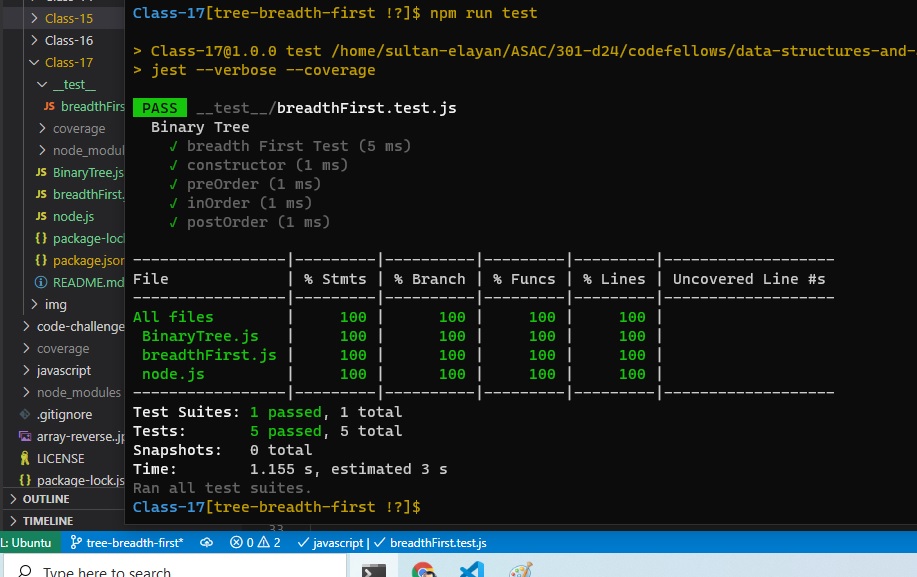 Class-15
Class-16
Class-17
__test__
JS breadthFirs
coverage
node_modul
JS BinaryTree.js
JS breadthFirst.
JS node.js
{} package-lock
{} package.json
README.md
img
code-challenge
coverage
javascript
node_modules
.gitignore
array-reverse..jp
LICENSE
{} package-lock.js
OUTLINE
TIMELINE
Class-17[tree-breadth-first !?]$ npm run test
> Class-17@1.0.0 test /home/sultan-elayan/ASAC/301-d24/codefellows/data-structures-and-
> jest --verbose --coverage
PASS __test__/breadthFirst.test.js
Binary Tree
✓ breadth First Test (5 ms)
✓ constructor (1 ms)
✓ preOrder (1 ms)
✓ inOrder (1 ms)
✓ postOrder (1 ms)
-----------------|---------|----------|---------|---------|-------------------
File | % Stmts | % Branch | % Funcs | % Lines | Uncovered Line #s
-----------------|---------|----------|---------|---------|-------------------
All files | 100 | 100 | 100 | 100 |
BinaryTree.js | 100 | 100 | 100 | 100 |
breadthFirst.js | 100 | 100 | 100 | 100 |
node.js | 100 | 100 | 100 | 100 |
-----------------|---------|----------|---------|---------|-------------------
Test Suites: 1 passed, 1 total
Tests: 5 passed, 5 total
Snapshots: 0 total
Time: 1.155 s, estimated 3 s
Ran all test suites.
Class-17[tree-breadth-first !?]$
L: Ubuntu tree-breadth-first* 0 2 ✓ javascript | ✓ breadthFirst.test.js
Type here to search